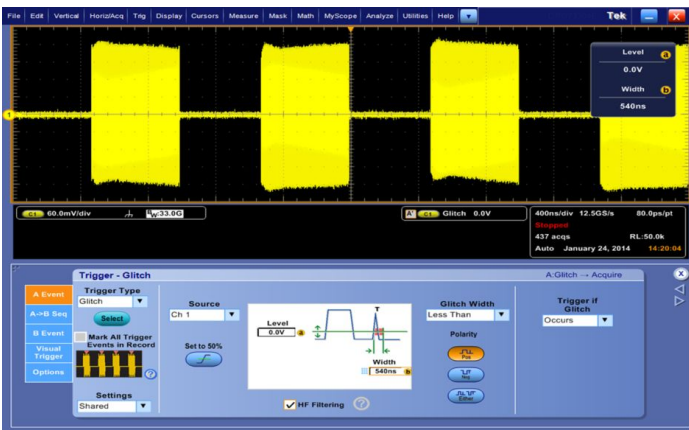 File Edit Vertical Horiz/Acq Trig Display Cursors Measure Mask Math MyScope Analyze Utilities Help Tek X
Level a
0.0V
Width b
540ns
1
C1 60.0mV/div BW:33.0G
A' C1 Glitch 0.0V
400ns/div 12.5GS/s 80.0ps/pt
Stopped
437 acqs RL:50.0k
Auto January 24, 2014 14:20:04
Trigger - Glitch A:Glitch → Acquire X
A Event
A->B Seq
B Event
Visual
Trigger
Options
Trigger Type
Glitch
Select
Mark All Trigger
Events in Record
?
Settings
Shared
Source
Ch 1
Set to 50%
Level
0.0V a
T
Width
540ns b
HF Filtering ?
Glitch Width
Less Than
Polarity
Pos
Neg
Either
Trigger if
Glitch
Occurs